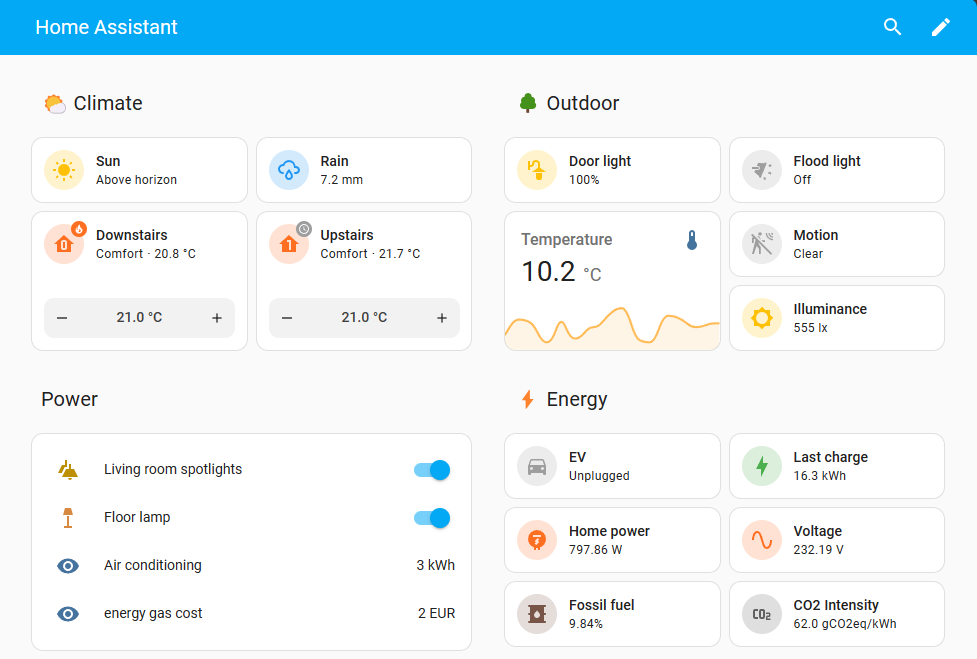 Home Assistant
Climate
Sun
Above horizon
Rain
7.2 mm
0
Downstairs
Comfort · 20.8 °C
− 21.0 °C +
1
Upstairs
Comfort · 21.7 °C
− 21.0 °C +
Outdoor
Door light
100%
Flood light
Off
Temperature
10.2 °C
Motion
Clear
Illuminance
555 lx
Power
Living room spotlights
Floor lamp
Air conditioning 3 kWh
energy gas cost 2 EUR
Energy
EV
Unplugged
Last charge
16.3 kWh
Home power
797.86 W
Voltage
232.19 V
Fossil fuel
9.84%
CO₂
CO2 Intensity
62.0 gCO2eq/kWh